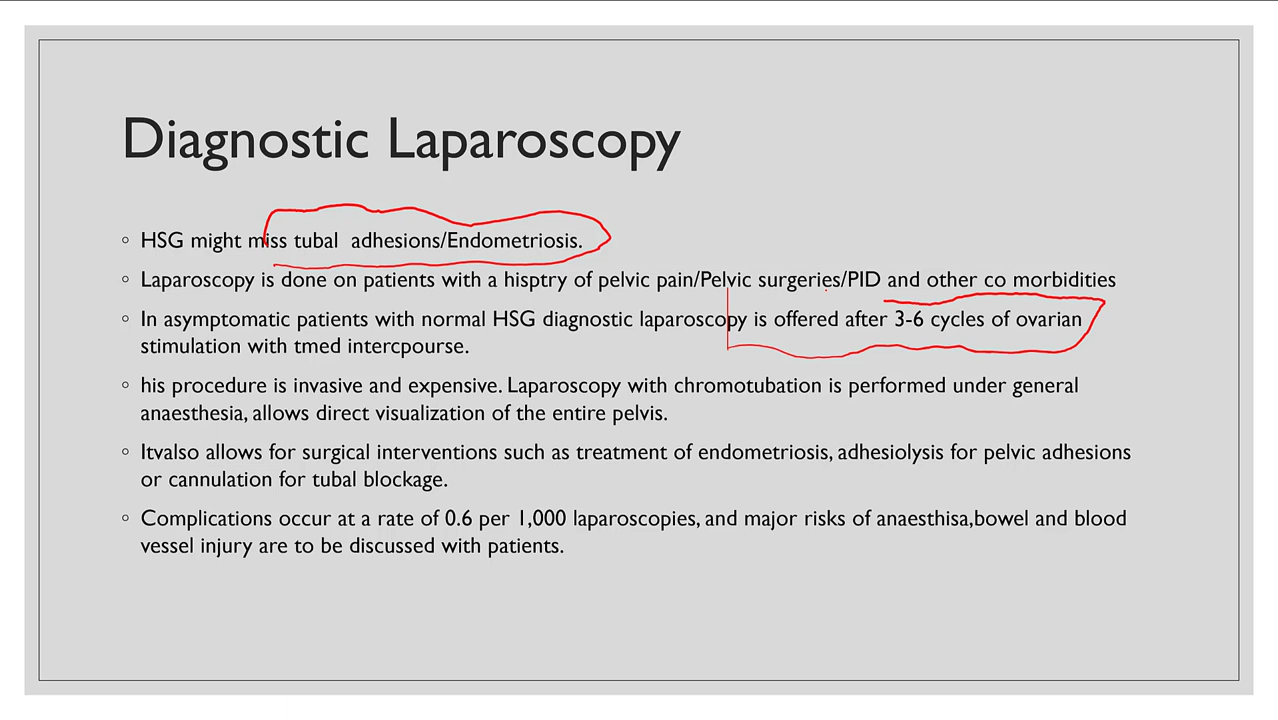 Diagnostic Laparoscopy
◦ HSG might miss tubal  adhesions/Endometriosis.
◦ Laparoscopy is done on patients with a hisptry of pelvic pain/Pelvic surgeries/PID and other co morbidities
◦ In asymptomatic patients with normal HSG diagnostic laparoscopy is offered after 3-6 cycles of ovarian
stimulation with tmed intercpourse.
◦ his procedure is invasive and expensive. Laparoscopy with chromotubation is performed under general
anaesthesia, allows direct visualization of the entire pelvis.
◦ Itvalso allows for surgical interventions such as treatment of endometriosis, adhesiolysis for pelvic adhesions
or cannulation for tubal blockage.
◦ Complications occur at a rate of 0.6 per 1,000 laparoscopies, and major risks of anaesthisa,bowel and blood
vessel injury are to be discussed with patients.